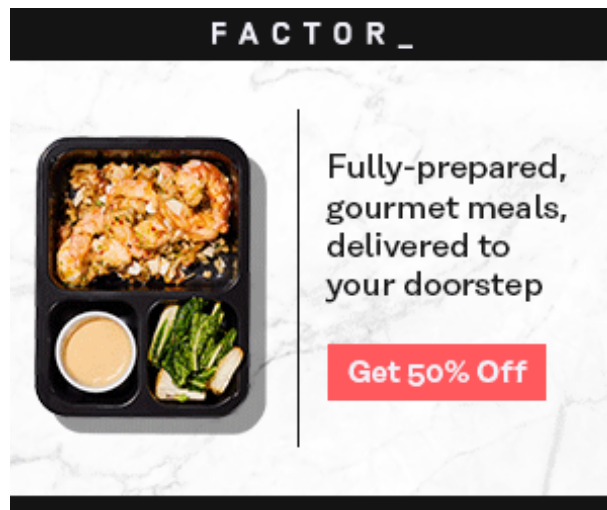 FACTOR_
Fully-prepared,
gourmet meals,
delivered to
your doorstep
Get 50% Off